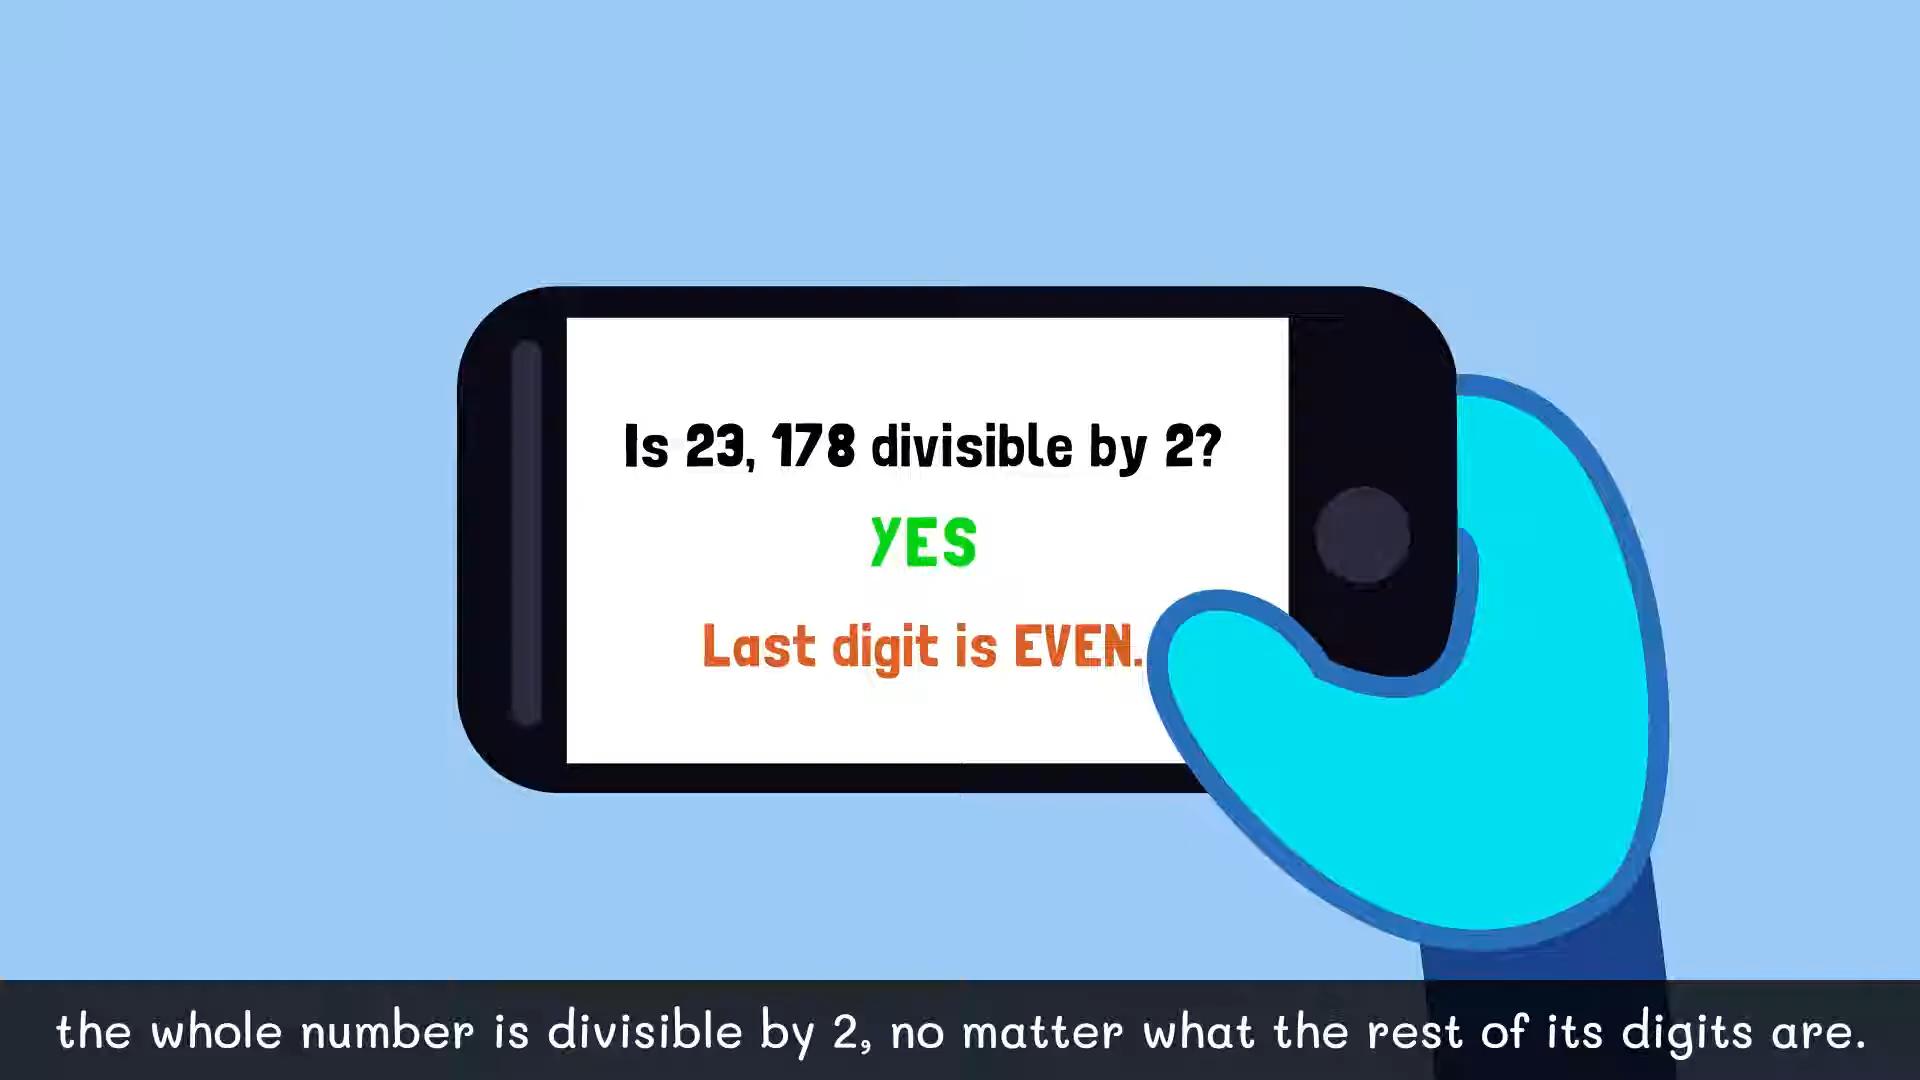 Is 23, 178 divisible by 2?
YES
Last digit is EVEN.
the whole number is divisible by 2, no matter what the rest of its digits are.